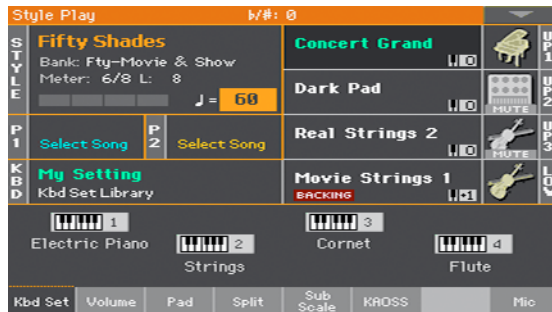 Style Play
♭/#: 0
STYLE
Fifty Shades
Bank: Fty-Movie & Show
Meter: 6/8 L: 8
♩= 60
Concert Grand
UP1
Dark Pad
MUTE
UP2
P1
Select Song
P2
Select Song
Real Strings 2
MUTE
UP3
KBD
My Setting
Kbd Set Library
Movie Strings 1
BACKING
LOW
1
Electric Piano
2
Strings
3
Cornet
4
Flute
Kbd Set
Volume
Pad
Split
Sub Scale
KAOSS
Mic